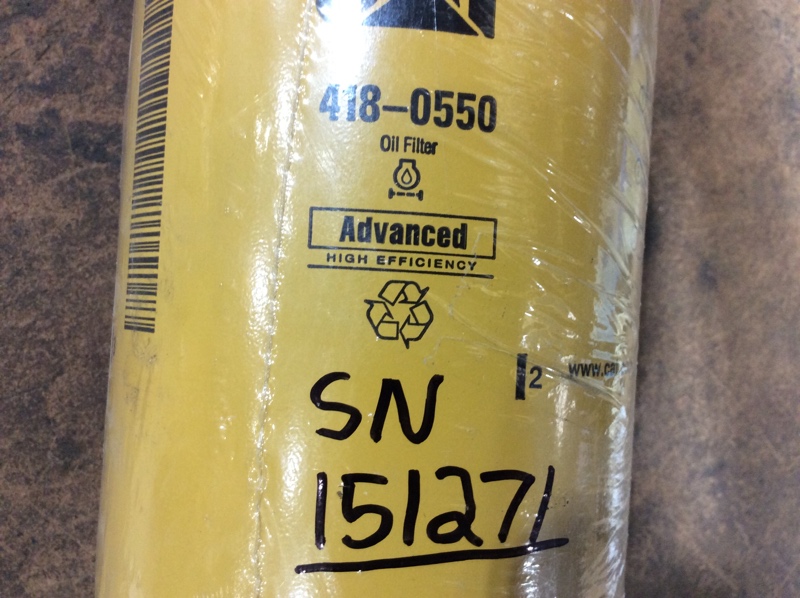 418-0550
Oil Filter
Advanced
HIGH EFFICIENCY
2
SN
151271